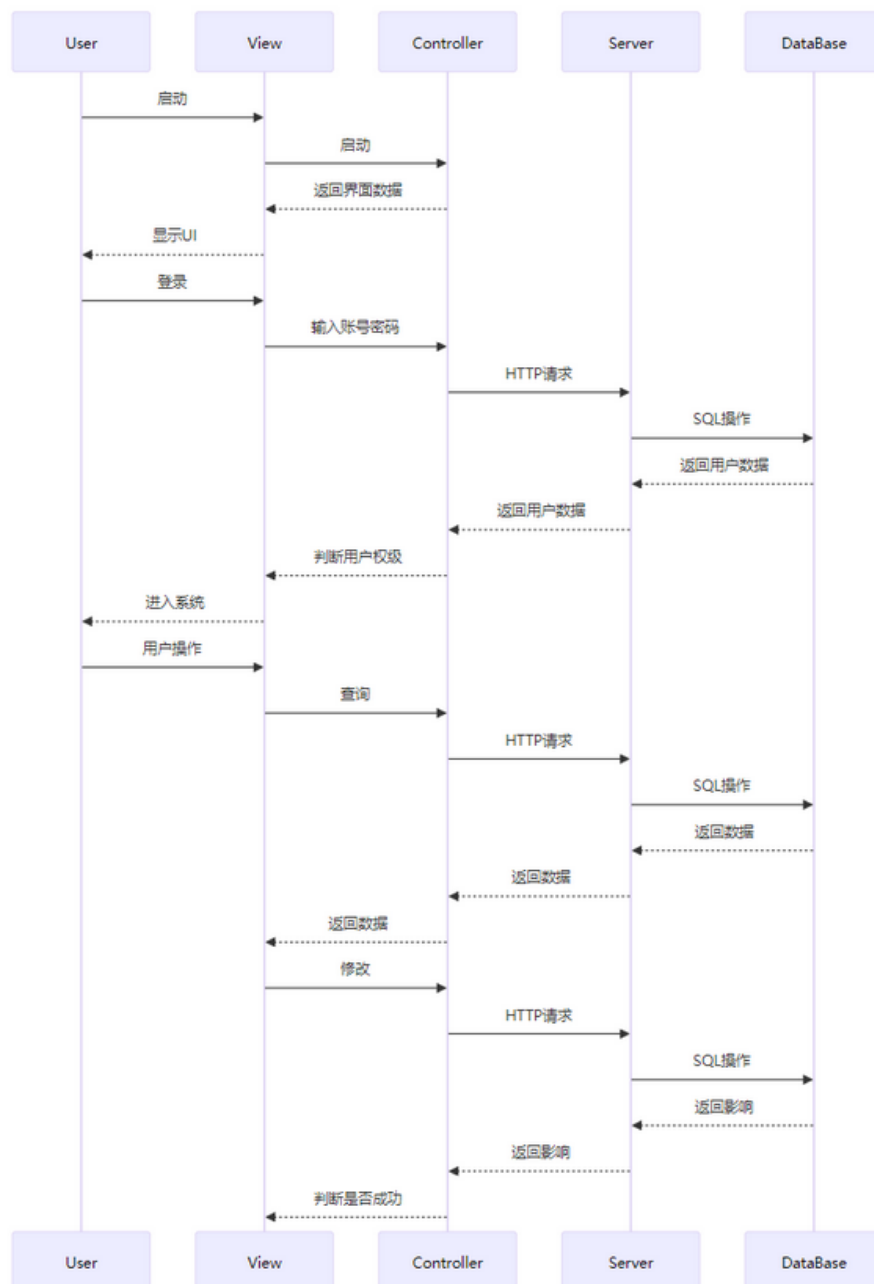 User View Controller Server DataBase
启动
启动
返回界面数据
显示UI
登录
输入账号密码
HTTP请求
SQL操作
返回用户数据
返回用户数据
判断用户权级
进入系统
用户操作
查询
HTTP请求
SQL操作
返回数据
返回数据
返回数据
修改
HTTP请求
SQL操作
返回影响
返回影响
判断是否成功
User View Controller Server DataBase